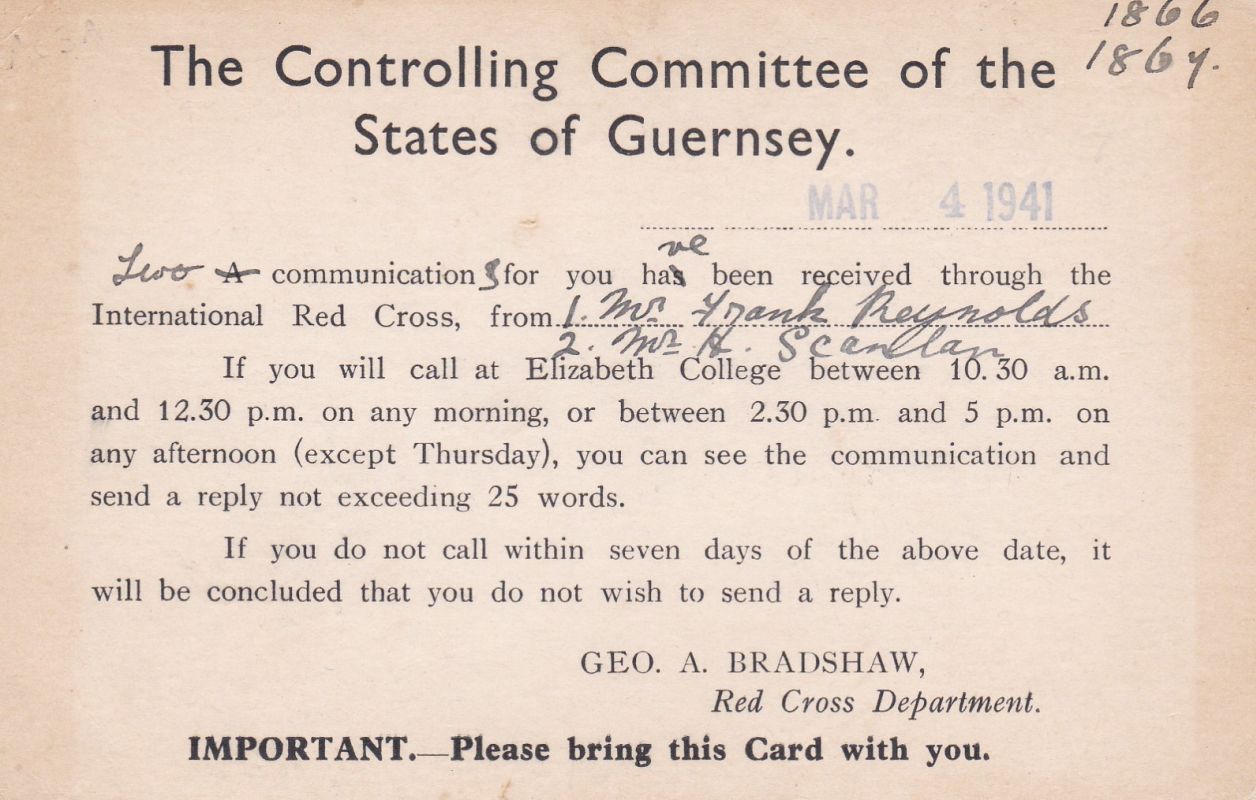 1866
1867.
The Controlling Committee of the
States of Guernsey.
MAR 4 1941
Two A communications for you have been received through the
International Red Cross, from 1. Mr Frank Reynolds
2. Mr H. Scanlan
If you will call at Elizabeth College between 10.30 a.m.
and 12.30 p.m. on any morning, or between 2.30 p.m. and 5 p.m. on
any afternoon (except Thursday), you can see the communication and
send a reply not exceeding 25 words.
If you do not call within seven days of the above date, it
will be concluded that you do not wish to send a reply.
GEO. A. BRADSHAW,
Red Cross Department.
IMPORTANT.—Please bring this Card with you.